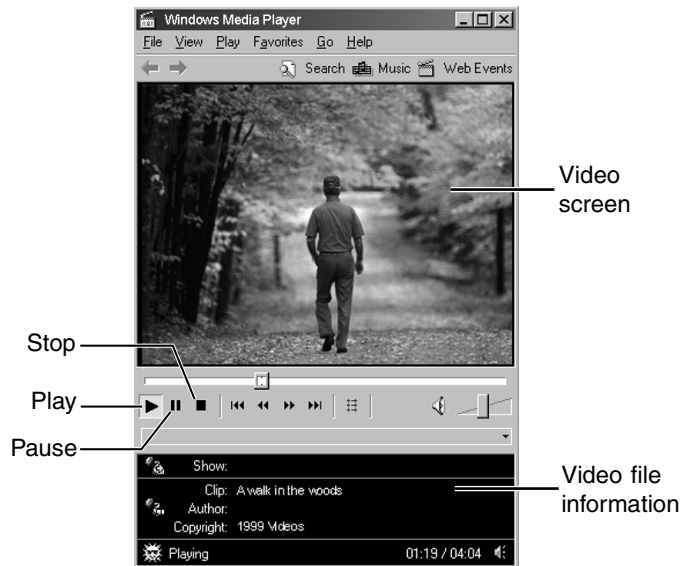 Windows Media Player
File View Play Favorites Go Help
Search Music Web Events
Video
screen
Stop
Play
Pause
Show:
Clip: A walk in the woods
Author:
Copyright: 1999 Videos
Video file
information
Playing 01:19 / 04:04